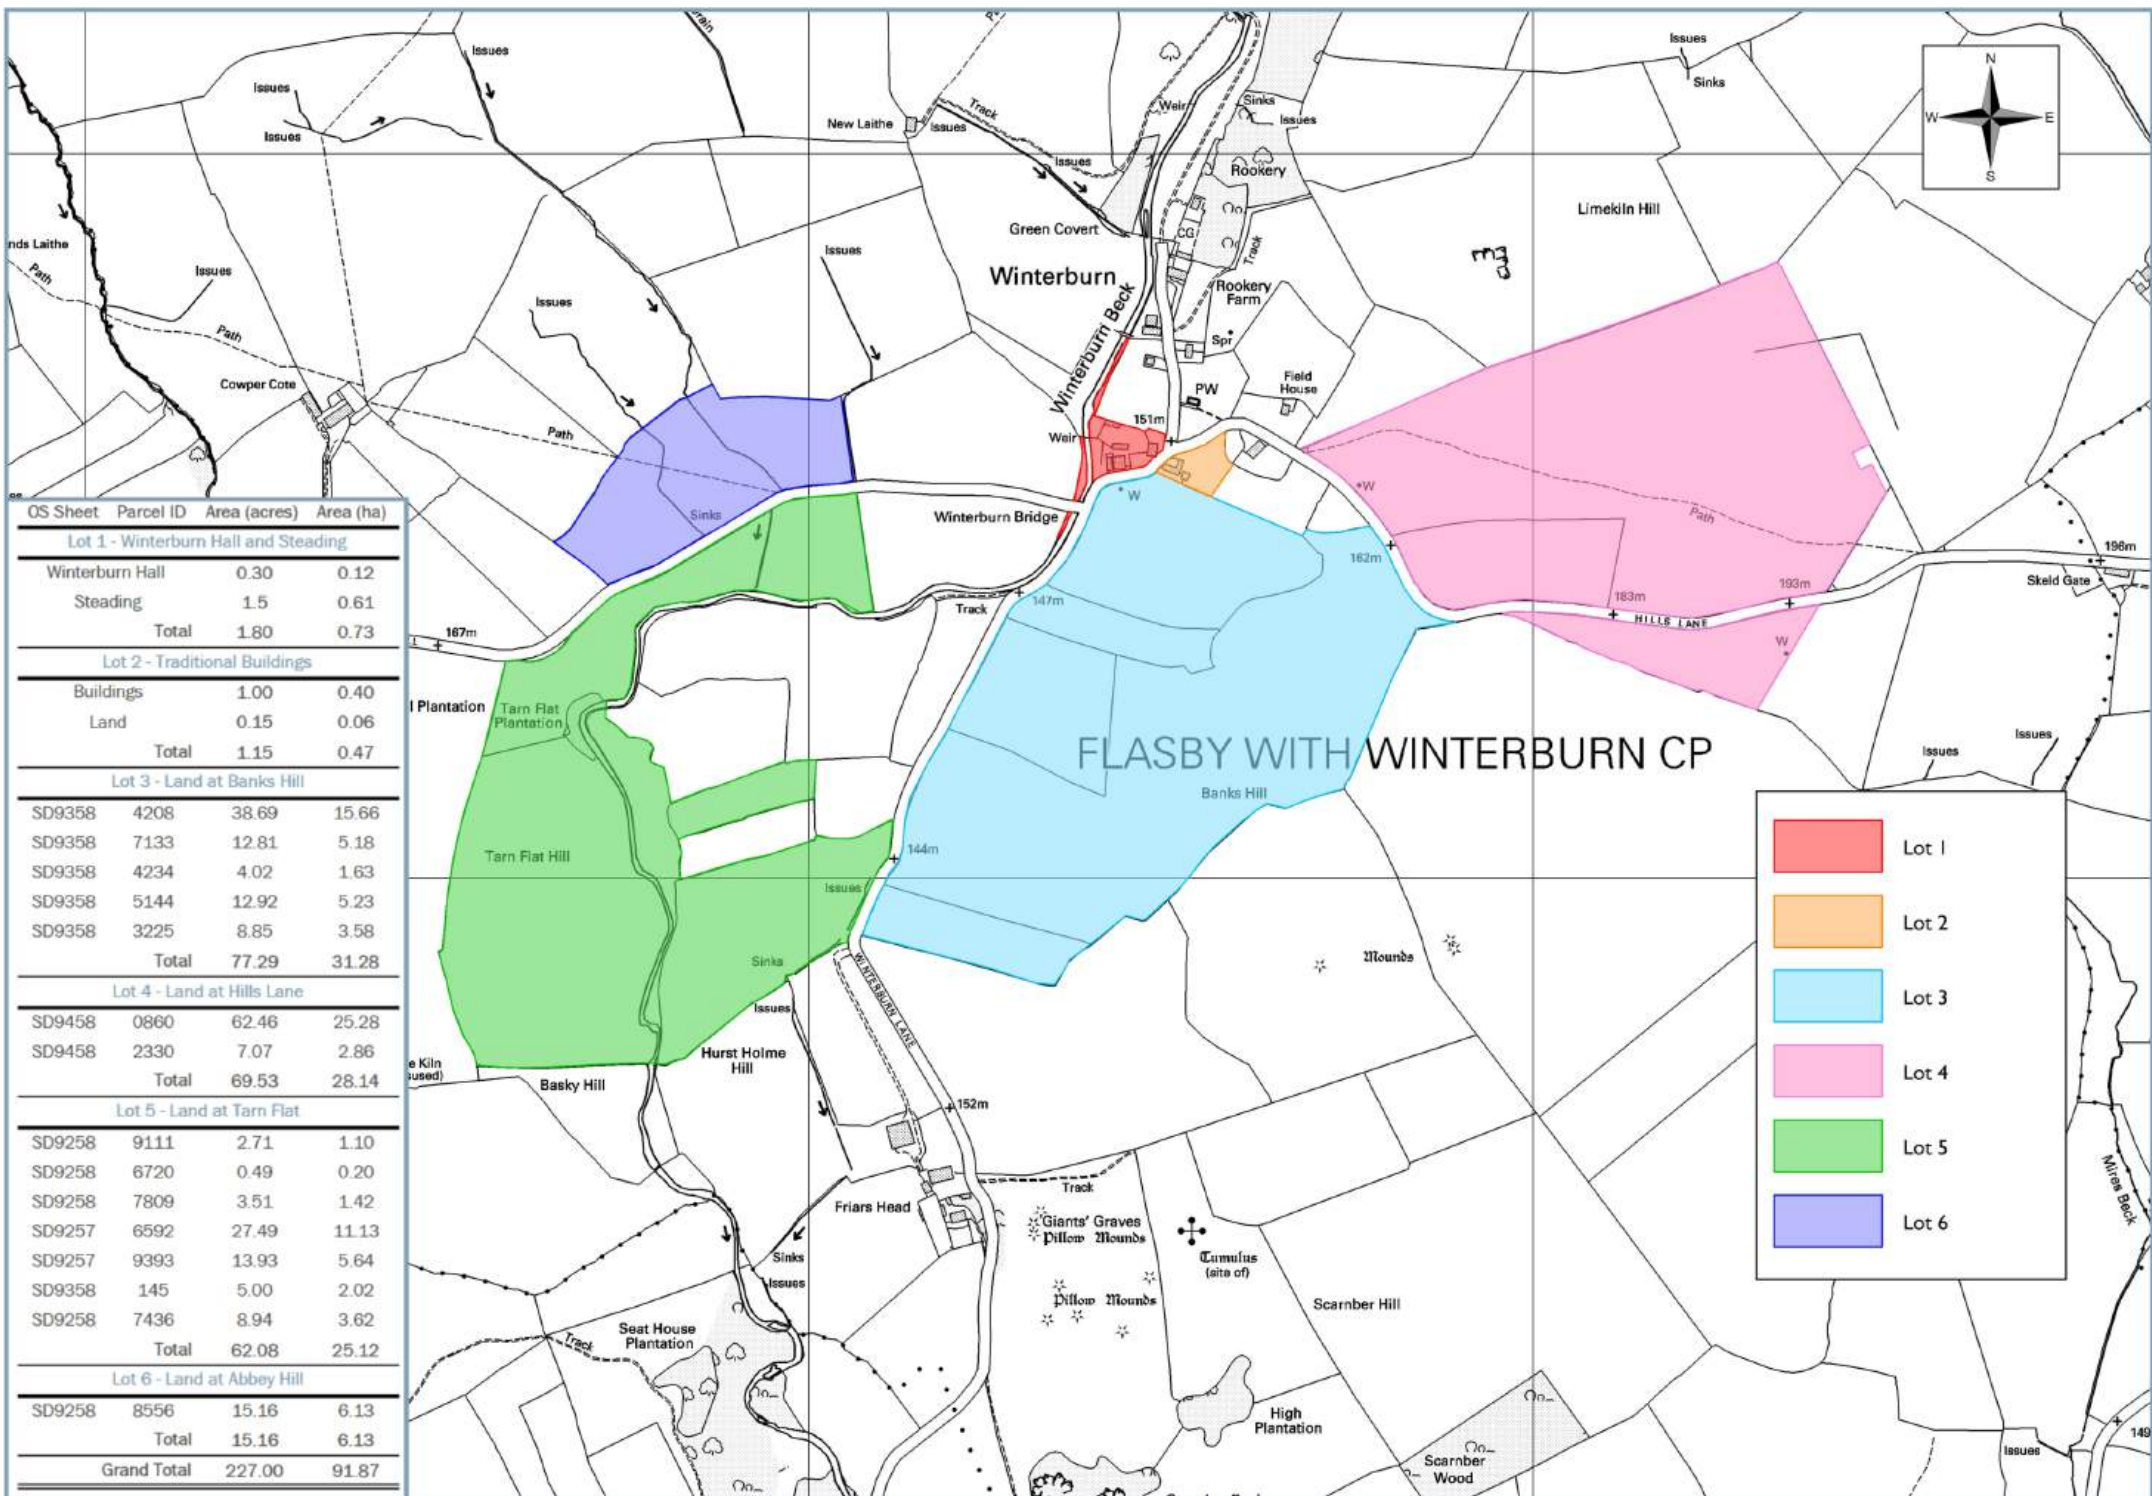 Issues
Issues
Issues
Issues
Sinks
N
W
E
S
Track
Weir
Sinks
Issues
New Laithe
Issues
Issues
Rookery
Limekiln Hill
Green Covert
CG
Track
nds Laithe
Path
Issues
Issues
Winterburn
Rookery
Farm
Issues
Winterburn Beck
Spr
Path
Cowper Cote
Field
House
PW
151m
Weir
Path
W
W
Path
Sinks
Winterburn Bridge
162m
196m
Skeld Gate
193m
183m
HILLS LANE
W
147m
Track
167m
l Plantation
Tarn Flat
Plantation
FLASBY WITH WINTERBURN CP
Issues
Issues
Banks Hill
Tarn Flat Hill
144m
Issues
Mounds
Sinks
WINTERBURN LANE
Issues
Hurst Holme
Hill
e Kiln
sused)
Basky Hill
152m
Friars Head
Track
Giants' Graves
Pillow Mounds
Tumulus
(site of)
Sinks
Issues
Pillow Mounds
Scarnber Hill
Mires Beck
Seat House
Plantation
Track
High
Plantation
Scarnber
Wood
Issues
149
OS Sheet Parcel ID Area (acres) Area (ha)
Lot 1 - Winterburn Hall and Steading
Winterburn Hall 0.30 0.12
Steading 1.5 0.61
Total 1.80 0.73
Lot 2 - Traditional Buildings
Buildings 1.00 0.40
Land 0.15 0.06
Total 1.15 0.47
Lot 3 - Land at Banks Hill
SD9358 4208 38.69 15.66
SD9358 7133 12.81 5.18
SD9358 4234 4.02 1.63
SD9358 5144 12.92 5.23
SD9358 3225 8.85 3.58
Total 77.29 31.28
Lot 4 - Land at Hills Lane
SD9458 0860 62.46 25.28
SD9458 2330 7.07 2.86
Total 69.53 28.14
Lot 5 - Land at Tarn Flat
SD9258 9111 2.71 1.10
SD9258 6720 0.49 0.20
SD9258 7809 3.51 1.42
SD9257 6592 27.49 11.13
SD9257 9393 13.93 5.64
SD9358 145 5.00 2.02
SD9258 7436 8.94 3.62
Total 62.08 25.12
Lot 6 - Land at Abbey Hill
SD9258 8556 15.16 6.13
Total 15.16 6.13
Grand Total 227.00 91.87
Lot 1
Lot 2
Lot 3
Lot 4
Lot 5
Lot 6